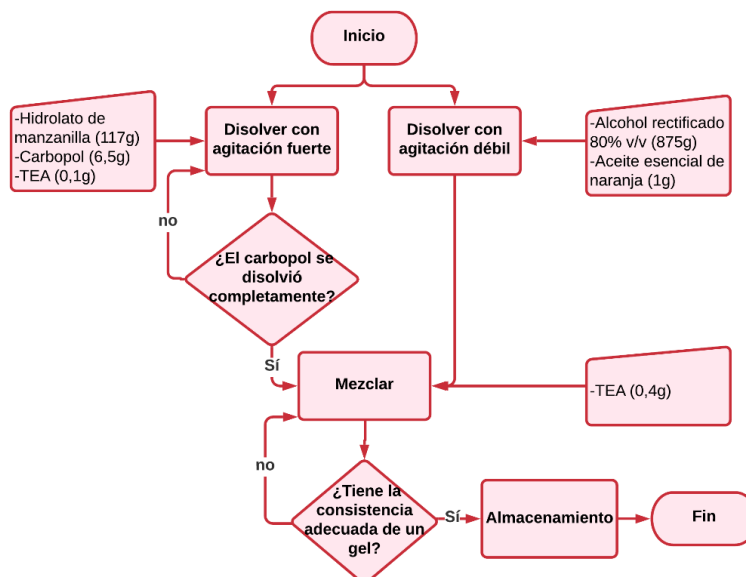 Inicio
-Hidrolato de
manzanilla (117g)
-Carbopol (6,5g)
-TEA (0,1g)
Disolver con
agitación fuerte
Disolver con
agitación débil
-Alcohol rectificado
80% v/v (875g)
-Aceite esencial de
naranja (1g)
no
¿El carbopol se
disolvió
completamente?
Sí
Mezclar
-TEA (0,4g)
no
¿Tiene la
consistencia
adecuada de un
gel?
Sí
Almacenamiento
Fin